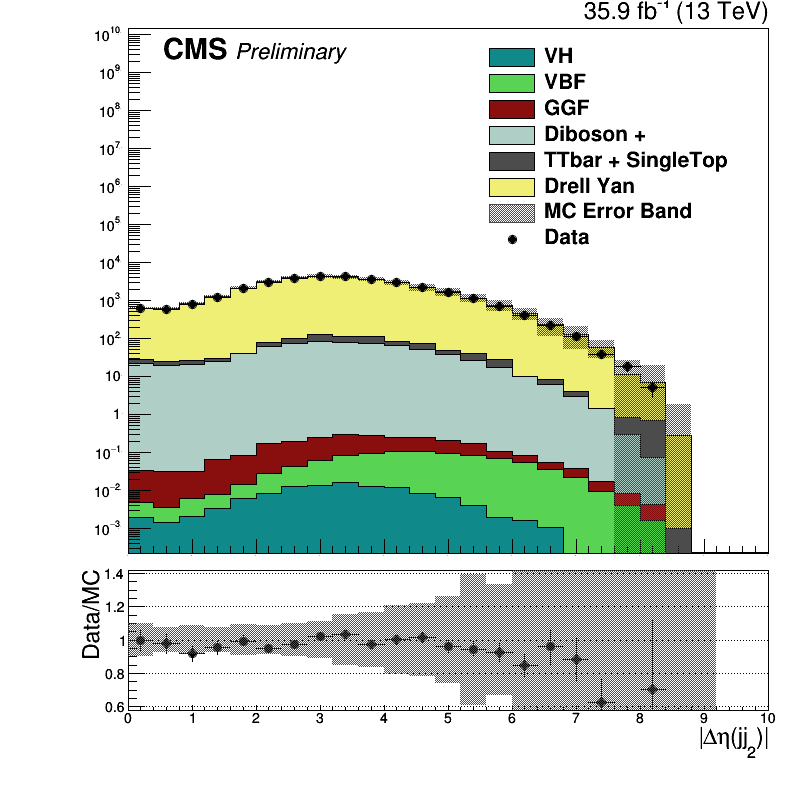 35.9 fb⁻¹ (13 TeV)
CMS Preliminary
VH
VBF
GGF
Diboson +
TTbar + SingleTop
Drell Yan
MC Error Band
Data
10¹⁰
10⁹
10⁸
10⁷
10⁶
10⁵
10⁴
10³
10²
10
1
10⁻¹
10⁻²
10⁻³
Data/MC
1.4
1.2
1
0.8
0.6
0 1 2 3 4 5 6 7 8 9 10
|Δη(jj₂)|